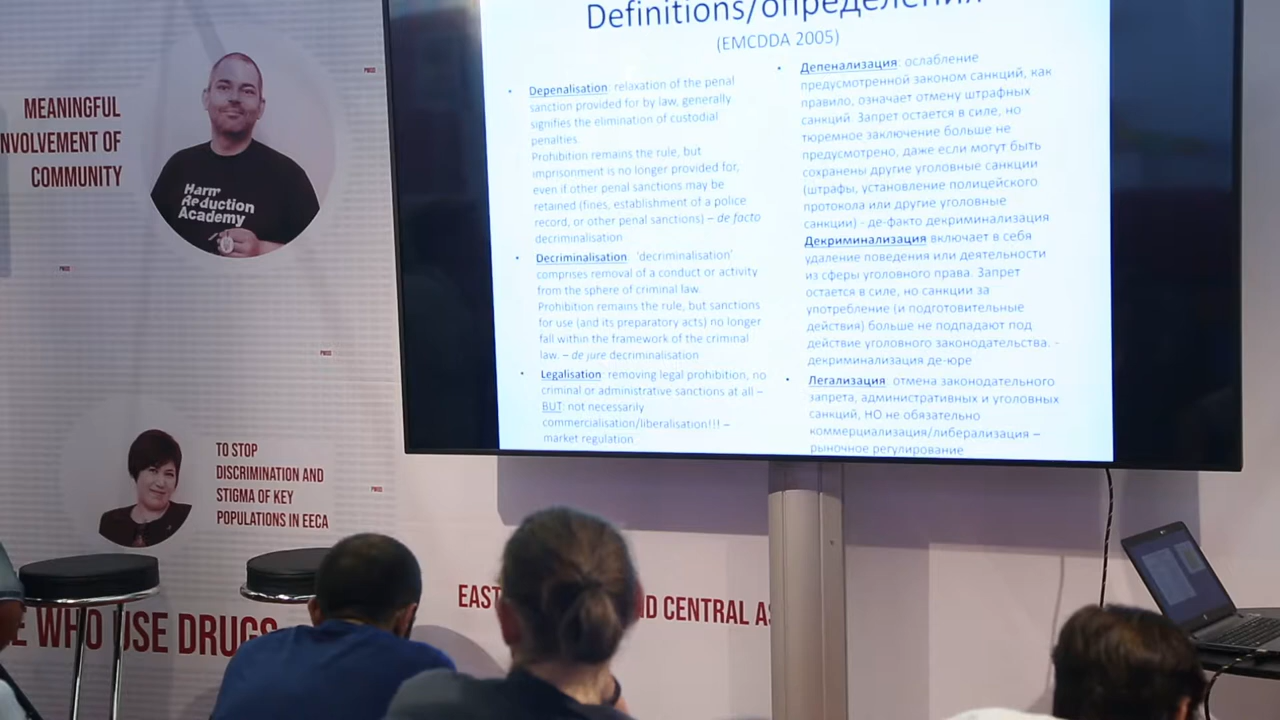 MEANINGFUL
NVOLVEMENT OF
COMMUNITY
Harm
Reduction
Academy
TO STOP
DISCRIMINATION AND
STIGMA OF KEY
POPULATIONS IN EECA
E WHO USE DRUGS
EAST
D CENTRAL AS
Definitions/определения
(EMCDDA 2005)
• Depenalisation: relaxation of the penal
sanction provided for by law, generally
signifies the elimination of custodial
penalties.
Prohibition remains the rule, but
imprisonment is no longer provided for,
even if other penal sanctions may be
retained (fines, establishment of a police
record, or other penal sanctions) – de facto
decriminalisation
• Decriminalisation: 'decriminalisation'
comprises removal of a conduct or activity
from the sphere of criminal law.
Prohibition remains the rule, but sanctions
for use (and its preparatory acts) no longer
fall within the framework of the criminal
law. – de jure decriminalisation
• Legalisation: removing legal prohibition, no
criminal or administrative sanctions at all –
BUT: not necessarily
commercialisation/liberalisation!!! –
market regulation
• Депенализация: ослабление
предусмотренной законом санкций, как
правило, означает отмену штрафных
санкций. Запрет остается в силе, но
тюремное заключение больше не
предусмотрено, даже если могут быть
сохранены другие уголовные санкции
(штрафы, установление полицейского
протокола или другие уголовные
санкции) - де-факто декриминализация
Декриминализация включает в себя
удаление поведения или деятельности
из сферы уголовного права. Запрет
остается в силе, но санкции за
употребление (и подготовительные
действия) больше не подпадают под
действие уголовного законодательства. -
декриминализация де-юре
• Легализация: отмена законодательного
запрета, административных и уголовных
санкций, НО не обязательно
коммерциализация/либерализация –
рыночное регулирование